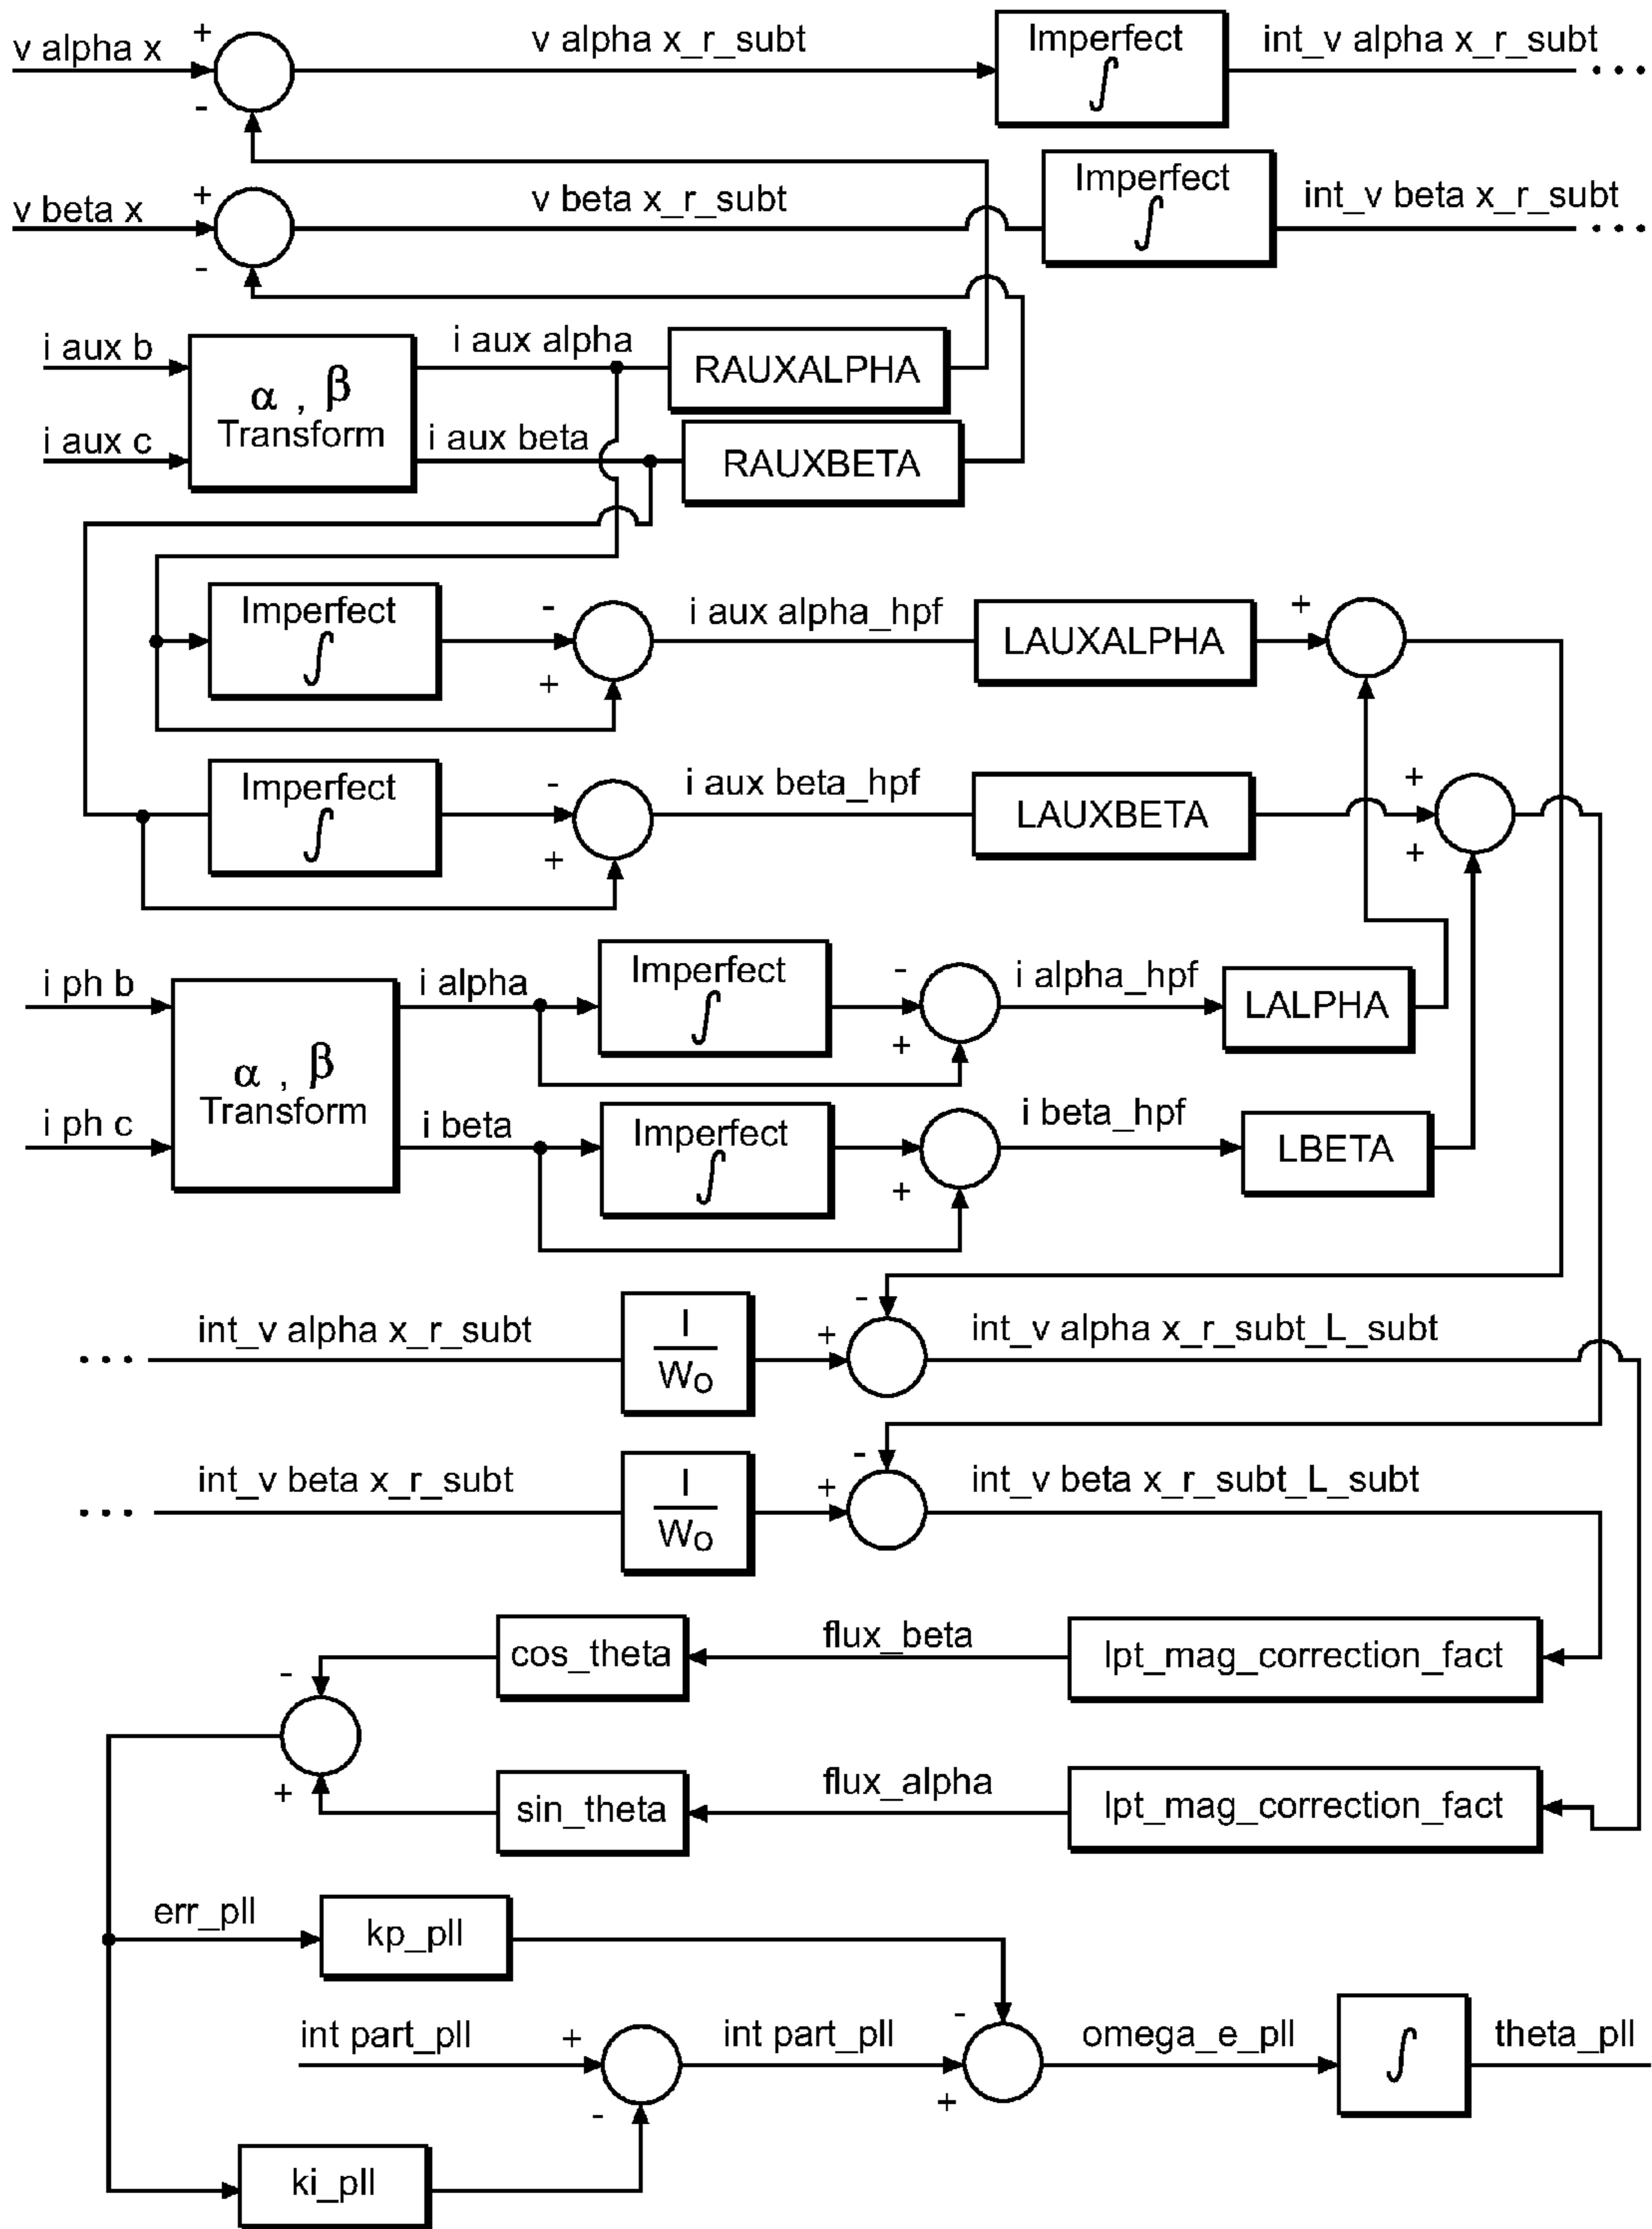 v alpha x
+
-
v alpha x_r_subt
Imperfect
∫
int_v alpha x_r_subt
...
v beta x
+
-
v beta x_r_subt
Imperfect
∫
int_v beta x_r_subt
...
i aux b
i aux c
α , β
Transform
i aux alpha
RAUXALPHA
i aux beta
RAUXBETA
Imperfect
∫
-
+
i aux alpha_hpf
LAUXALPHA
+
Imperfect
∫
-
+
i aux beta_hpf
LAUXBETA
+
+
i ph b
i ph c
α , β
Transform
i alpha
Imperfect
∫
-
+
i alpha_hpf
LALPHA
i beta
Imperfect
∫
+
i beta_hpf
LBETA
...
int_v alpha x_r_subt
I
Wo
+
-
int_v alpha x_r_subt_L_subt
...
int_v beta x_r_subt
I
Wo
+
-
int_v beta x_r_subt_L_subt
-
cos_theta
flux_beta
lpt_mag_correction_fact
+
sin_theta
flux_alpha
lpt_mag_correction_fact
err_pll
kp_pll
int part_pll
+
-
int part_pll
-
+
omega_e_pll
∫
theta_pll
ki_pll